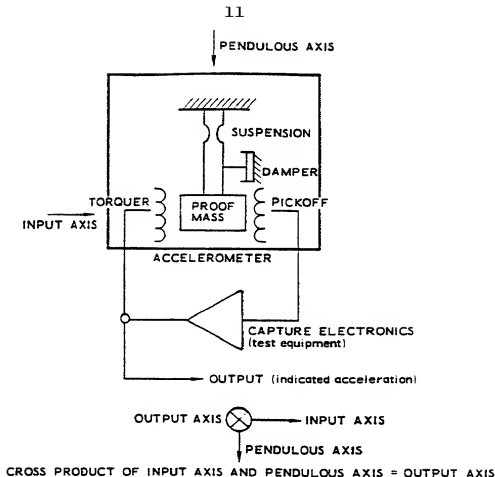 11
PENDULOUS AXIS
SUSPENSION
DAMPER
TORQUER
PROOF
MASS
PICKOFF
INPUT AXIS
ACCELEROMETER
CAPTURE ELECTRONICS
(test equipment)
OUTPUT (indicated acceleration)
OUTPUT AXIS
INPUT AXIS
PENDULOUS AXIS
CROSS PRODUCT OF INPUT AXIS AND PENDULOUS AXIS = OUTPUT AXIS